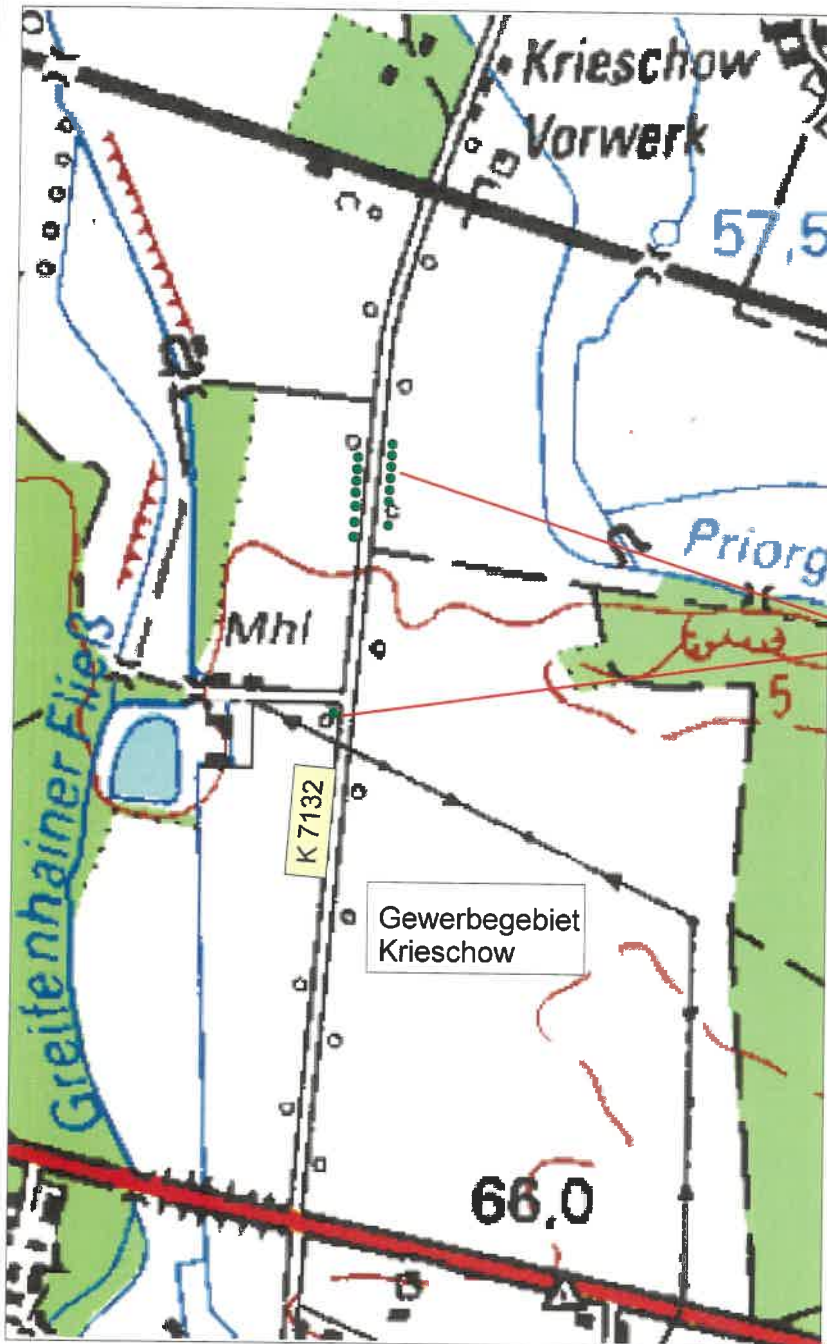 Krieschow
Vorwerk
57,5
Priorg
Mhl
5
Greifenhainer Fließ
K 7132
Gewerbegebiet
Krieschow
66,0